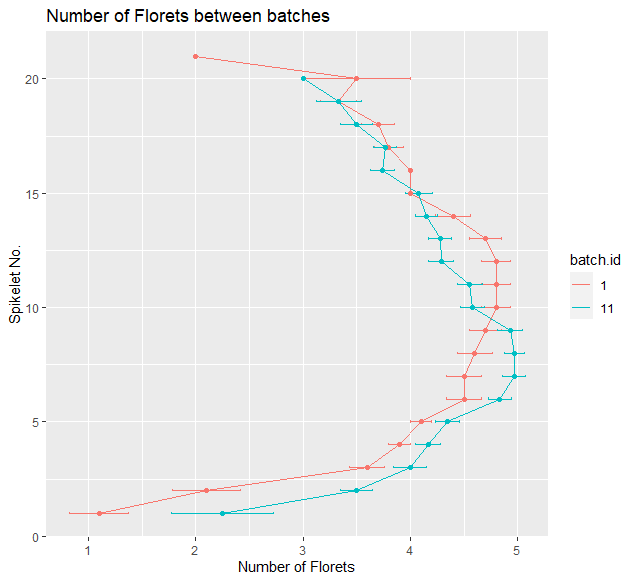 Number of Florets between batches
Spikelet No.
20
15
10
5
0
1 2 3 4 5
Number of Florets
batch.id
1
11